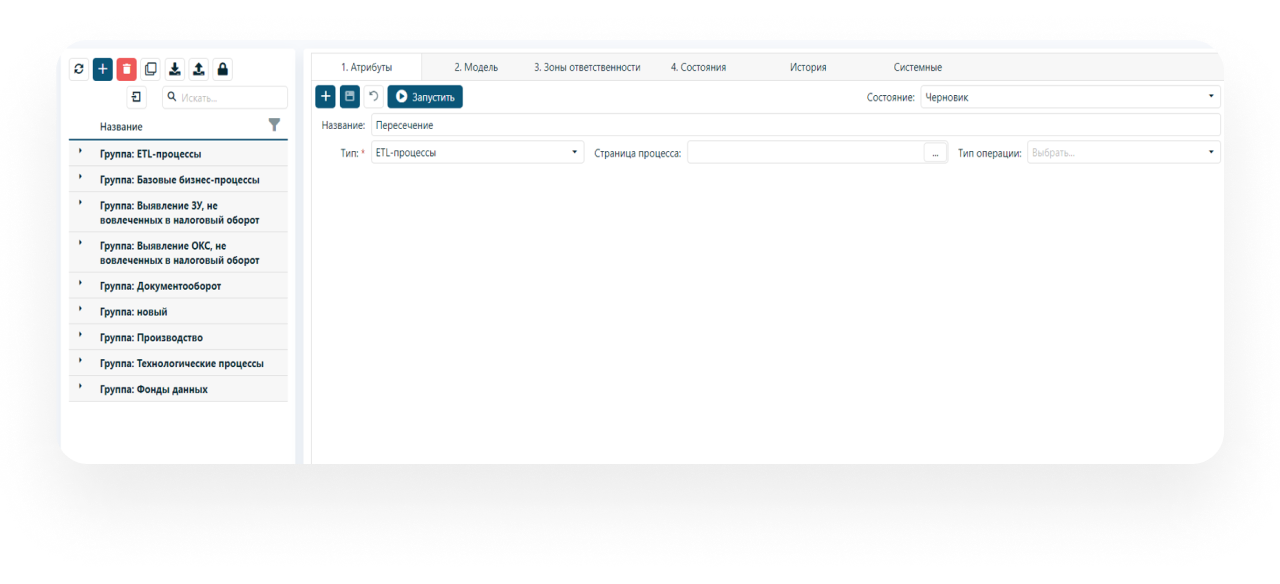 Искать...
Название
Группа: ETL-процессы
Группа: Базовые бизнес-процессы
Группа: Выявление ЗУ, не
вовлеченных в налоговый оборот
Группа: Выявление ОКС, не
вовлеченных в налоговый оборот
Группа: Документооборот
Группа: новый
Группа: Производство
Группа: Технологические процессы
Группа: Фонды данных
1. Атрибуты 2. Модель 3. Зоны ответственности 4. Состояния История Системные
Запустить Состояние: Черновик
Название: Пересечение
Тип: * ETL-процессы Страница процесса: ... Тип операции: Выбрать...